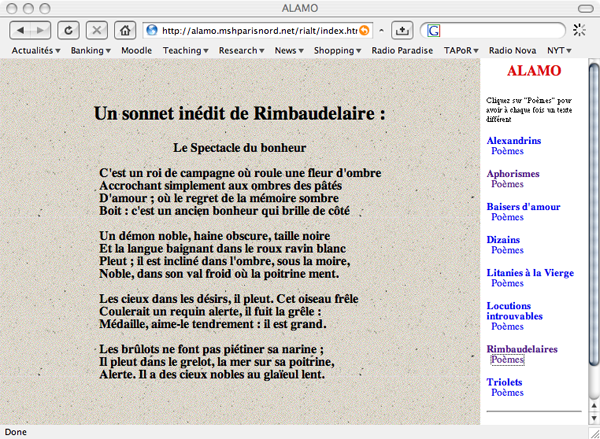 ALAMO
http://alamo.mshparisnord.net/rialt/index.htm
G
Actualités Banking Moodle Teaching Research News Shopping Radio Paradise TAPoR Radio Nova NYT
Un sonnet inédit de Rimbaudelaire :
Le Spectacle du bonheur
C'est un roi de campagne où roule une fleur d'ombre
Accrochant simplement aux ombres des pâtés
D'amour ; où le regret de la mémoire sombre
Boit : c'est un ancien bonheur qui brille de côté
Un démon noble, haine obscure, taille noire
Et la langue baignant dans le roux ravin blanc
Pleut ; il est incliné dans l'ombre, sous la moire,
Noble, dans son val froid où la poitrine ment.
Les cieux dans les désirs, il pleut. Cet oiseau frêle
Coulerait un requin alerte, il fuit la grêle :
Médaille, aime-le tendrement : il est grand.
Les brûlots ne font pas piétiner sa narine ;
Il pleut dans le grelot, la mer sur sa poitrine,
Alerte. Il a des cieux nobles au glaïeul lent.
ALAMO
Cliquez sur "Poèmes" pour
avoir à chaque fois un texte
différent
Alexandrins
Poèmes
Aphorismes
Poèmes
Baisers d'amour
Poèmes
Dizains
Poèmes
Litanies à la Vierge
Poèmes
Locutions
introuvables
Poèmes
Rimbaudelaires
Poèmes
Triolets
Poèmes
Done